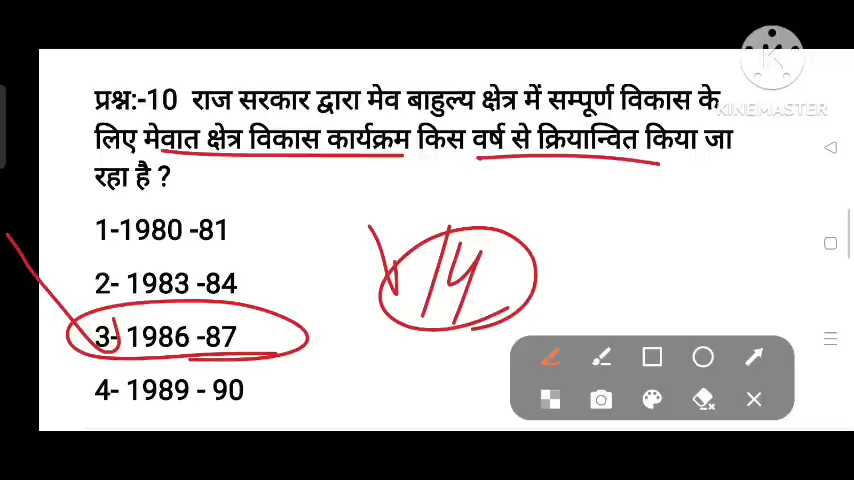 KINEMASTER
प्रश्न:-10 राज सरकार द्वारा मेव बाहुल्य क्षेत्र में सम्पूर्ण विकास के
लिए मेवात क्षेत्र विकास कार्यक्रम किस वर्ष से क्रियान्वित किया जा
रहा है ?
1-1980 -81
2- 1983 -84
14
3- 1986 -87
4- 1989 - 90